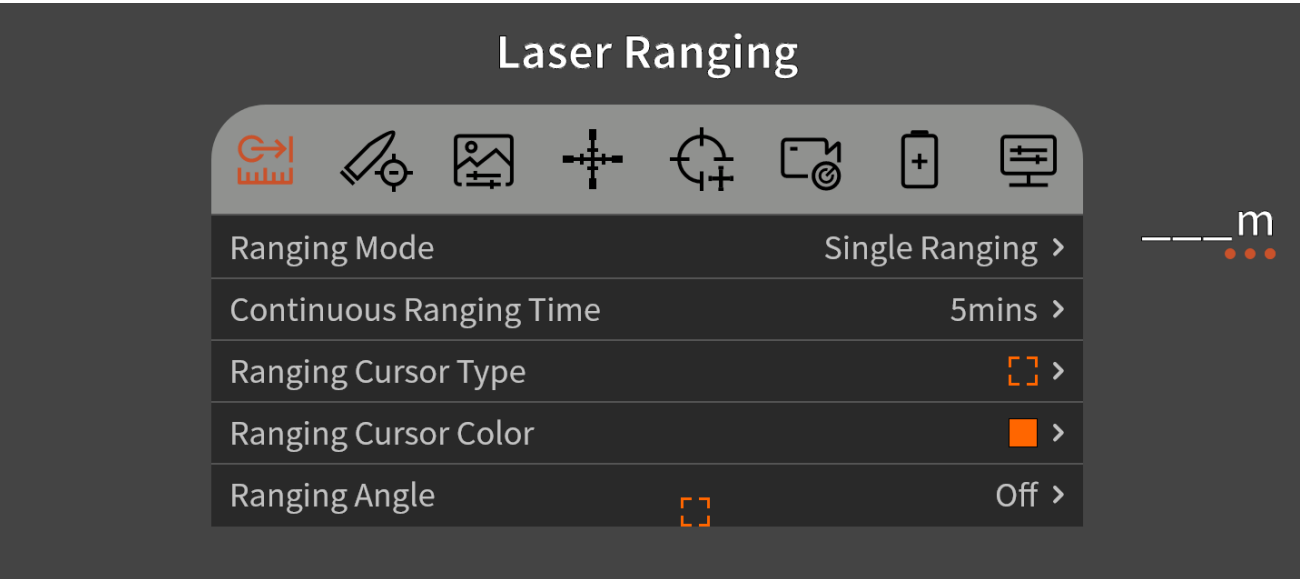 Laser Ranging
Ranging Mode Single Ranging >
___m
Continuous Ranging Time 5mins >
Ranging Cursor Type >
Ranging Cursor Color >
Ranging Angle Off >